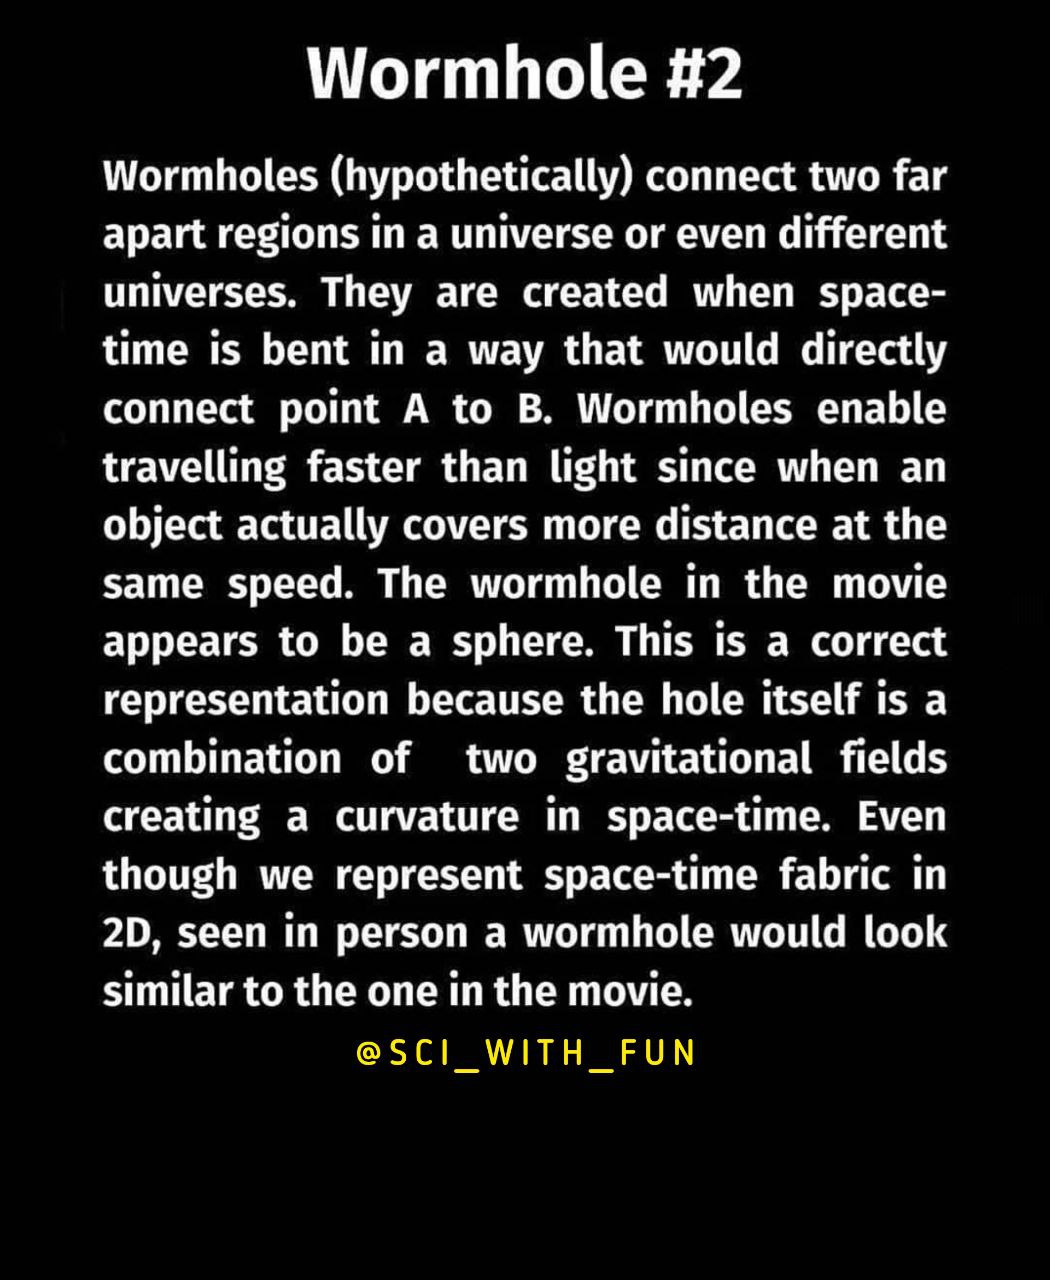 Wormhole #2
Wormholes (hypothetically) connect two far
apart regions in a universe or even different
universes. They are created when space-
time is bent in a way that would directly
connect point A to B. Wormholes enable
travelling faster than light since when an
object actually covers more distance at the
same speed. The wormhole in the movie
appears to be a sphere. This is a correct
representation because the hole itself is a
combination of two gravitational fields
creating a curvature in space-time. Even
though we represent space-time fabric in
2D, seen in person a wormhole would look
similar to the one in the movie.
@SCI_WITH_FUN